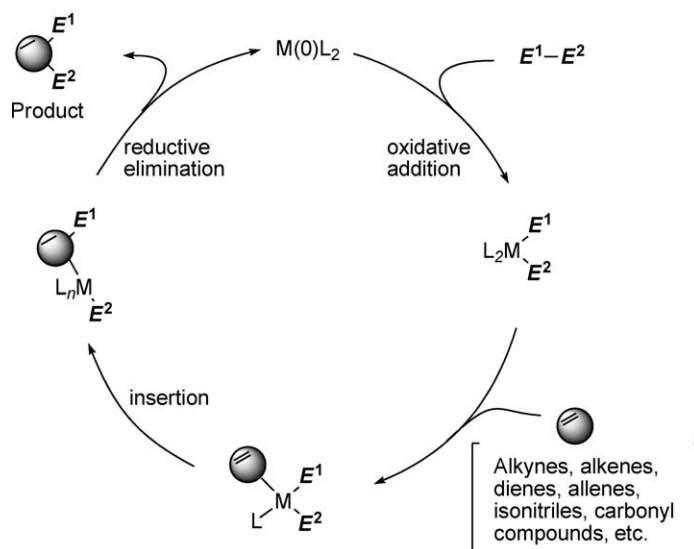 E¹
E²
Product
M(0)L₂
E¹–E²
reductive
elimination
oxidative
addition
E¹
L₂M
E²
E¹
LₙM
E²
insertion
E¹
M
L
E²
Alkynes, alkenes,
dienes, allenes,
isonitriles, carbonyl
compounds, etc.